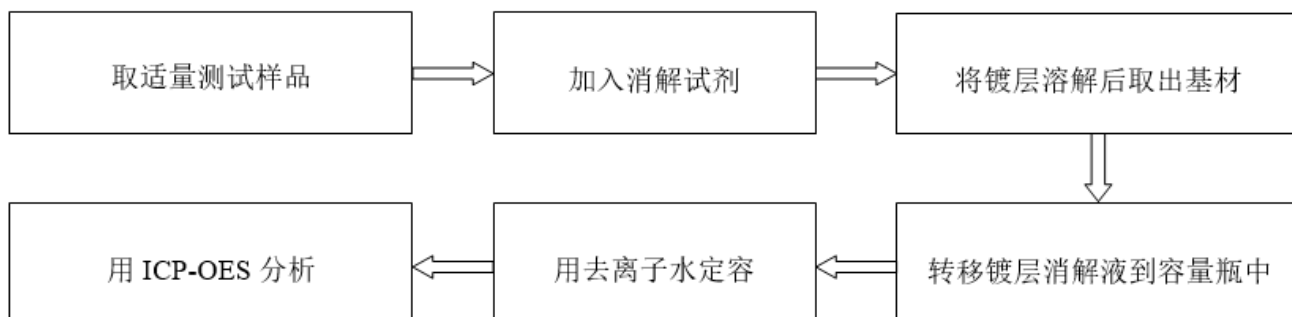 取适量测试样品
加入消解试剂
将镀层溶解后取出基材
转移镀层消解液到容量瓶中
用去离子水定容
用 ICP-OES 分析